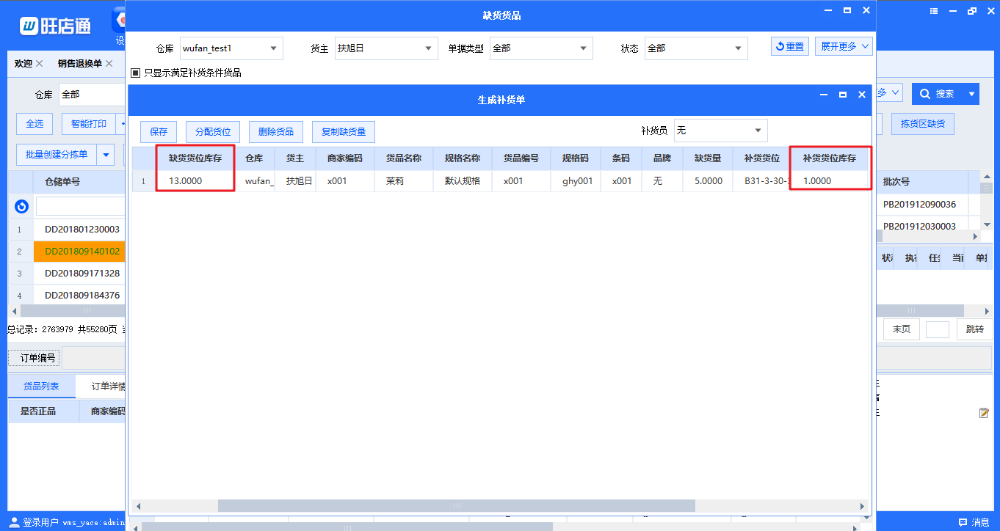 旺店通
设
欢迎
销售退换单
仓库 全部
全选 智能打印
批量创建分拣单
仓储单号
1 DD201801230003
2 DD201809140102
3 DD201809171328
4 DD201809184376
总记录：2763979 共55280页
订单编号
货品列表 订单详情
是否正品 商家编码
登录用户 wms_yace:admin
缺货货品
仓库 wufan_test1 货主 扶旭日 单据类型 全部 状态 全部 重置 展开更多
只显示满足补货条件货品
生成补货单
保存 分配货位 删除货品 复制缺货量 补货员 无
缺货货位库存 仓库 货主 商家编码 货品名称 规格名称 货品编号 规格码 条码 品牌 缺货量 补货货位 补货货位库存
1 13.0000 wufan_ 扶旭日 x001 茉莉 默认规格 x001 ghy001 x001 无 5.0000 B31-3-30-3 1.0000
多 搜索
拣货区缺货
批次号
PB201912090036
PB201912030003
状态 执行 任务 当前 单据
末页 跳转
消息